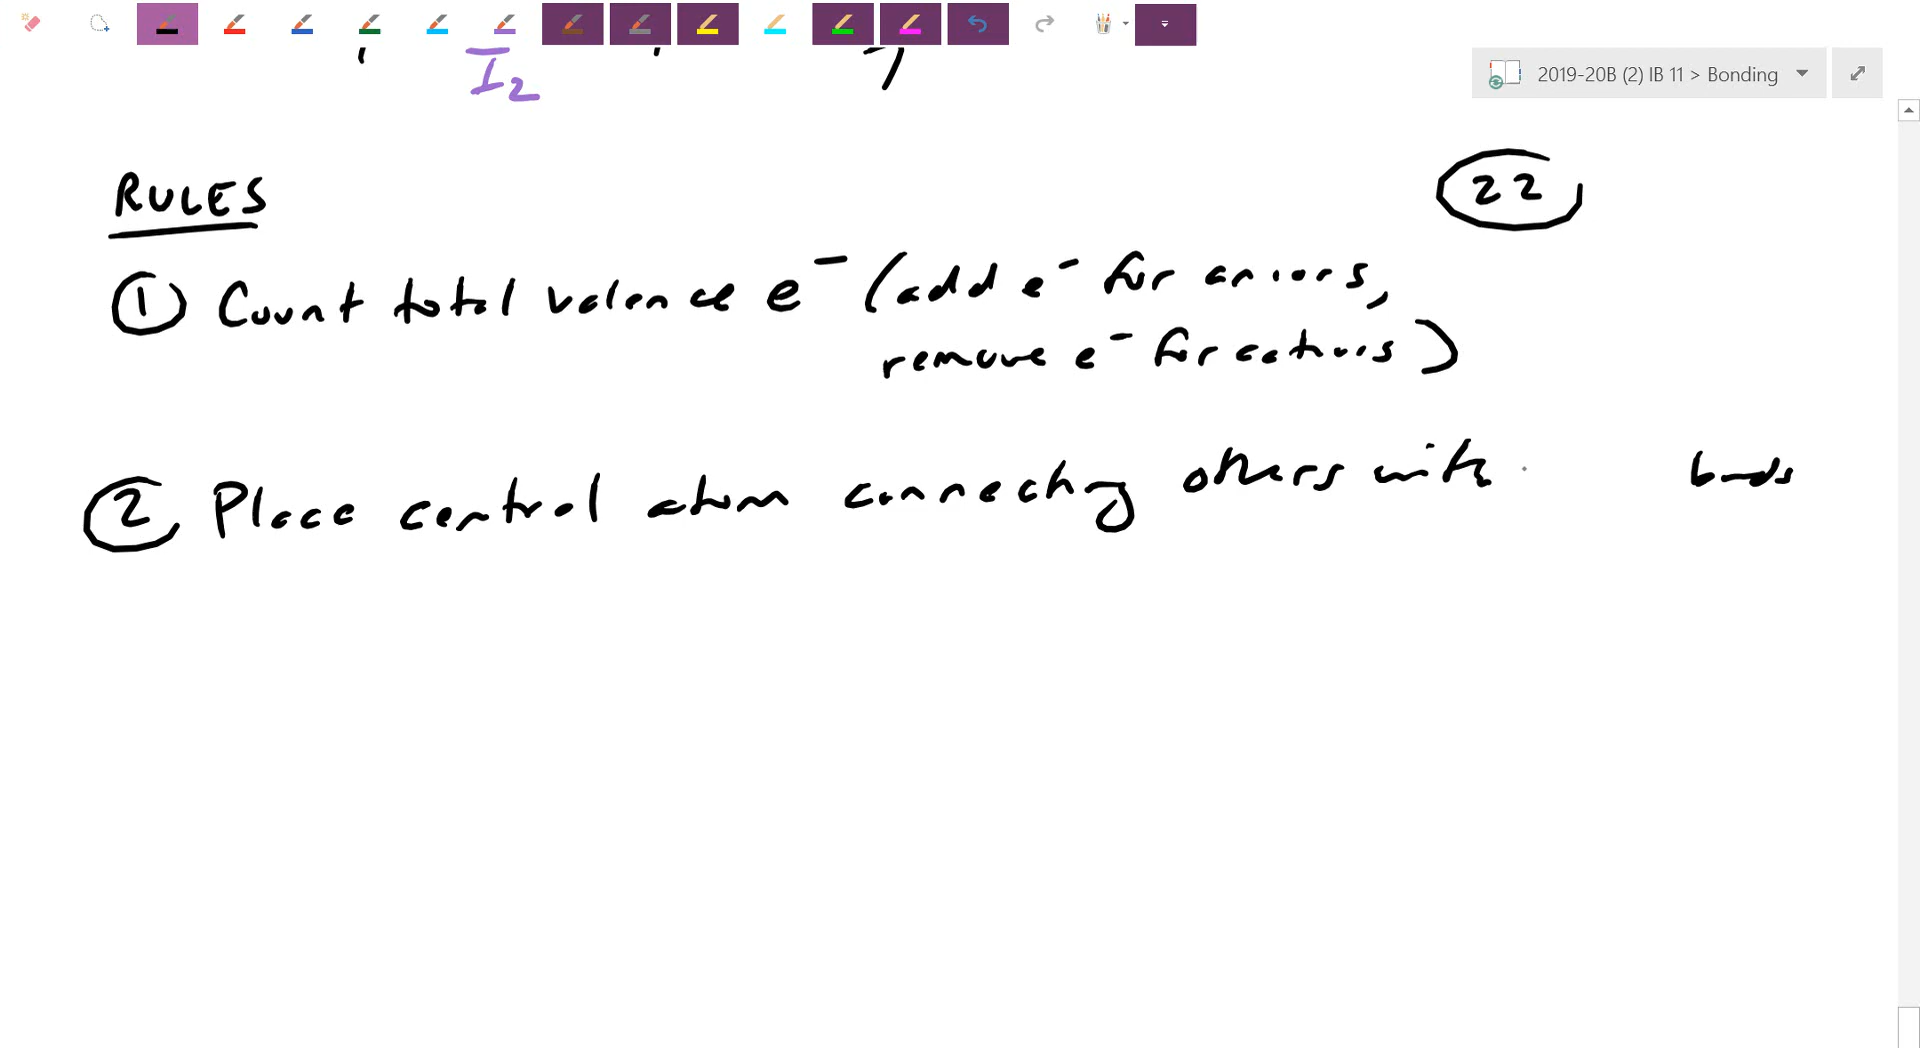 I2
2019-20B (2) IB 11 > Bonding
RULES
22
① Count total valence e⁻ (add e⁻ for anions,
remove e⁻ for cations)
② Place central atom connecting others with bonds